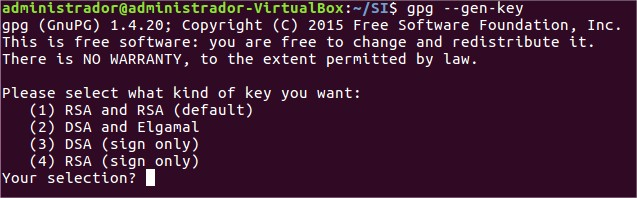 administrador@administrador-VirtualBox:~/SI$ gpg --gen-key
gpg (GnuPG) 1.4.20; Copyright (C) 2015 Free Software Foundation, Inc.
This is free software: you are free to change and redistribute it.
There is NO WARRANTY, to the extent permitted by law.

Please select what kind of key you want:
   (1) RSA and RSA (default)
   (2) DSA and Elgamal
   (3) DSA (sign only)
   (4) RSA (sign only)
Your selection?